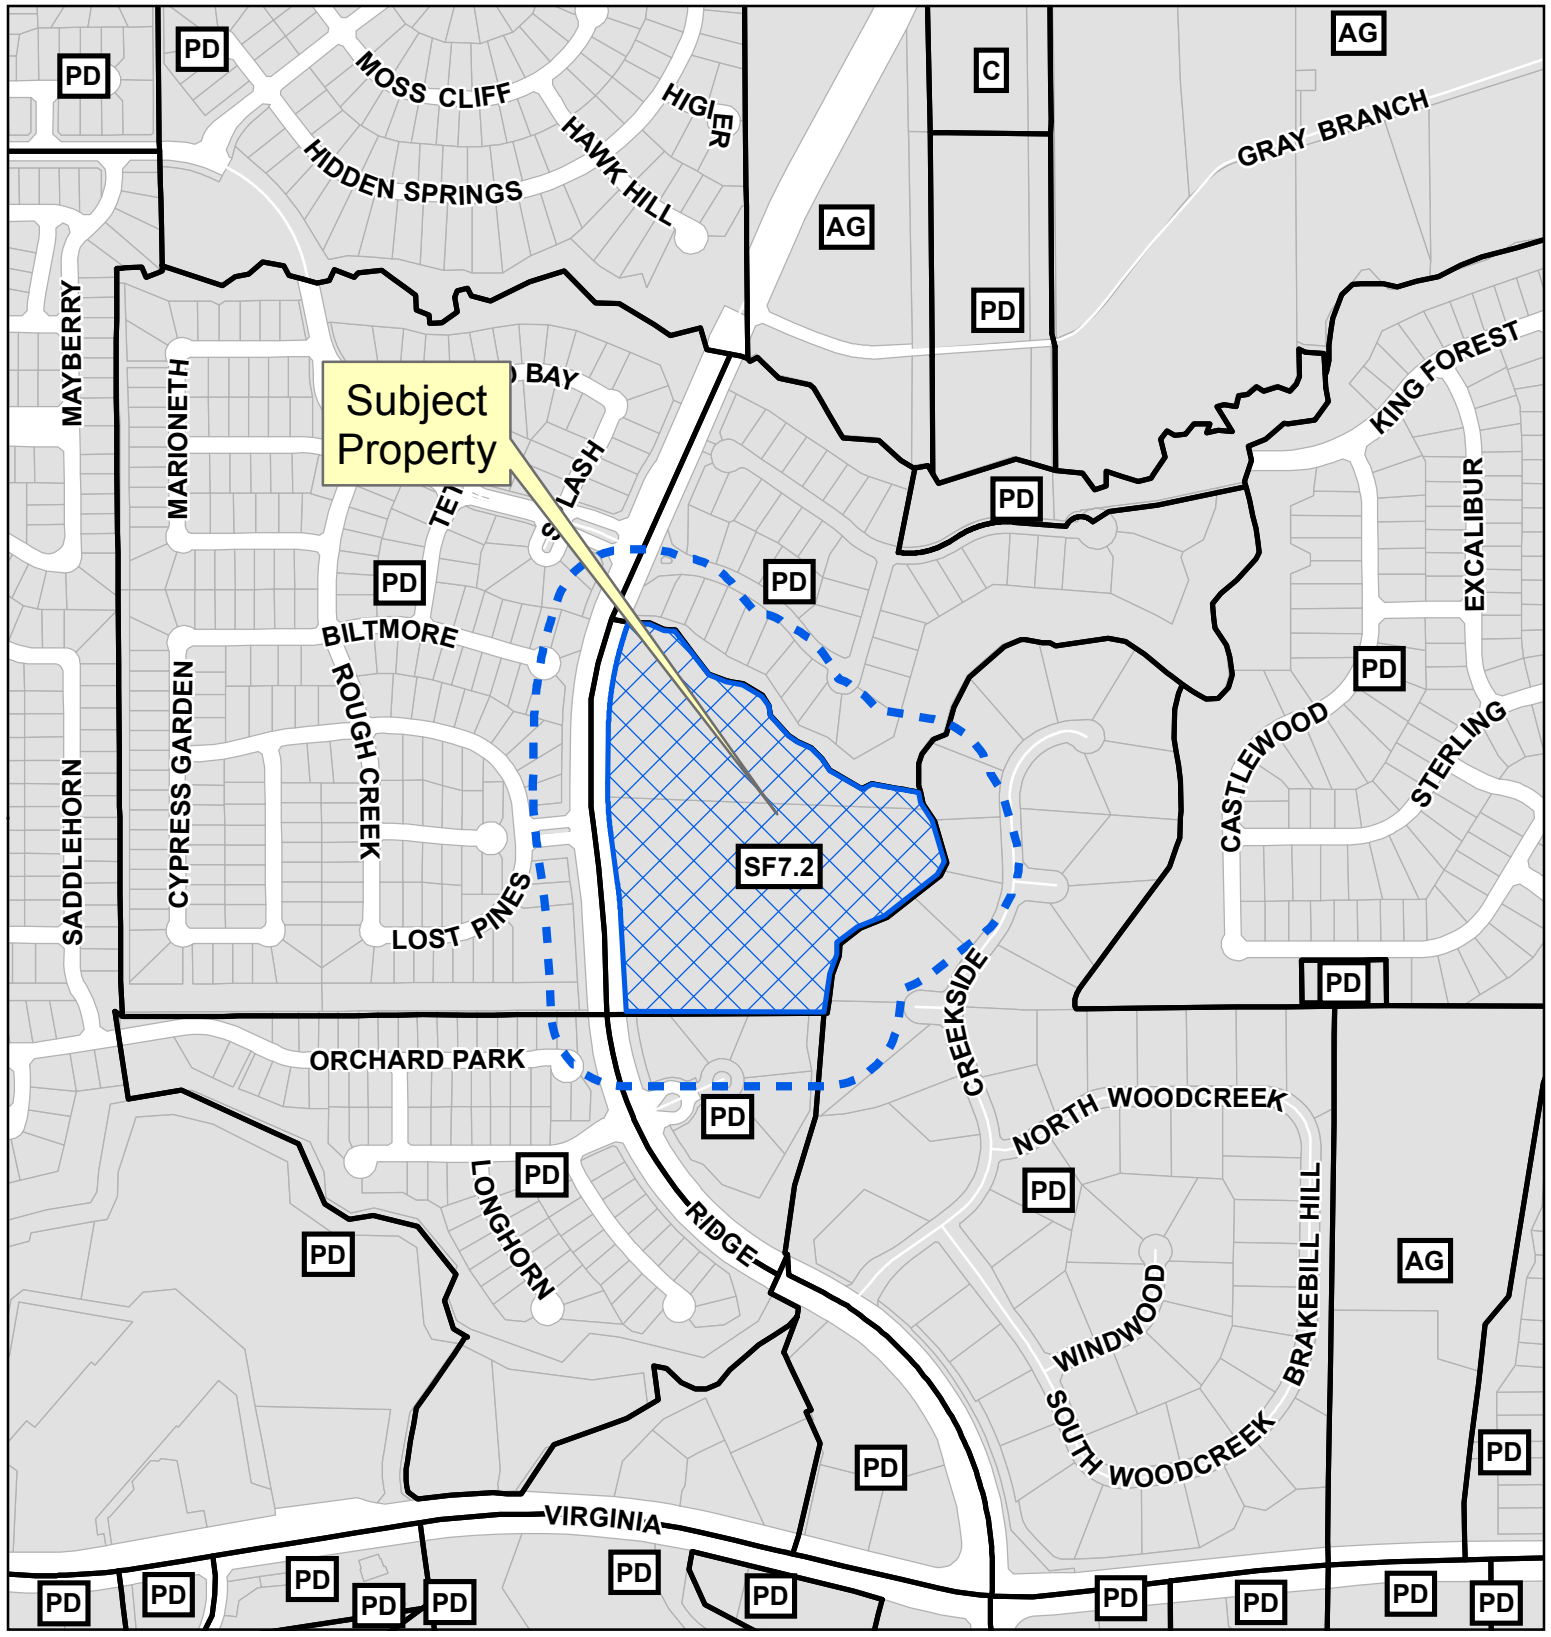 PD
PD
C
AG
MOSS CLIFF
HIGIER
HAWK HILL
HIDDEN SPRINGS
GRAY BRANCH
AG
PD
MAYBERRY
MARIONETH
BAY
Subject
Property
KING FOREST
EXCALIBUR
PD
PD
PD
BILTMORE
PD
CYPRESS GARDEN
ROUGH CREEK
CASTLEWOOD
STERLING
SADDLEHORN
SF7.2
LOST PINES
CREEKSIDE
PD
ORCHARD PARK
PD
NORTH WOODCREEK
PD
PD
LONGHORN
RIDGE
PD
AG
BRAKEBILL HILL
WINDWOOD
SOUTH WOODCREEK
PD
PD
VIRGINIA
PD
PD
PD
PD
PD
PD
PD
PD
PD
PD
PD